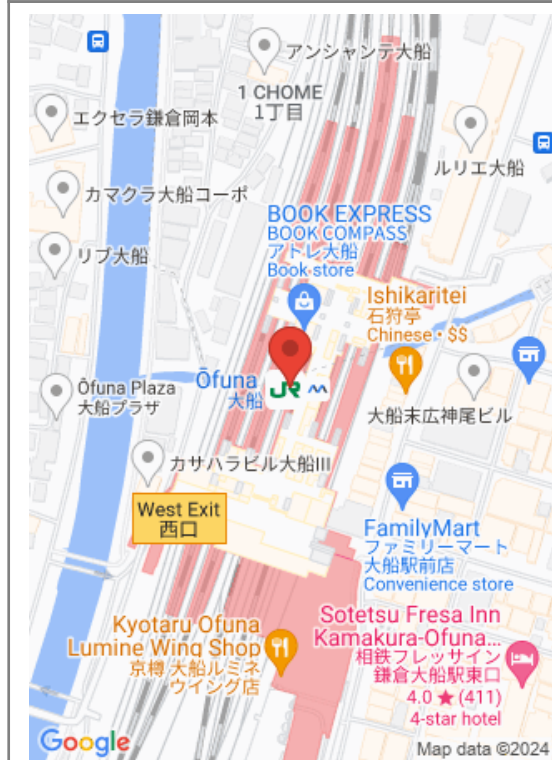 アンシャンテ大船
1 CHOME
1丁目
エクセラ鎌倉岡本
ルリエ大船
カマクラ大船コーポ
BOOK EXPRESS
BOOK COMPASS
アトレ大船
Book store
リブ大船
Ishikaritei
石狩亭
Chinese・$$
Ōfuna
大船
JR
Ōfuna Plaza
大船プラザ
大船末広神尾ビル
カサハラビル大船III
West Exit
西口
FamilyMart
ファミリーマート
大船駅前店
Convenience store
Kyotaru Ofuna
Lumine Wing Shop
京樽 大船ルミネ
ウイング店
Sotetsu Fresa Inn
Kamakura-Ofuna...
相鉄フレッサイン
鎌倉大船駅東口
4.0 ★ (411)
4-star hotel
Google
Map data ©2024